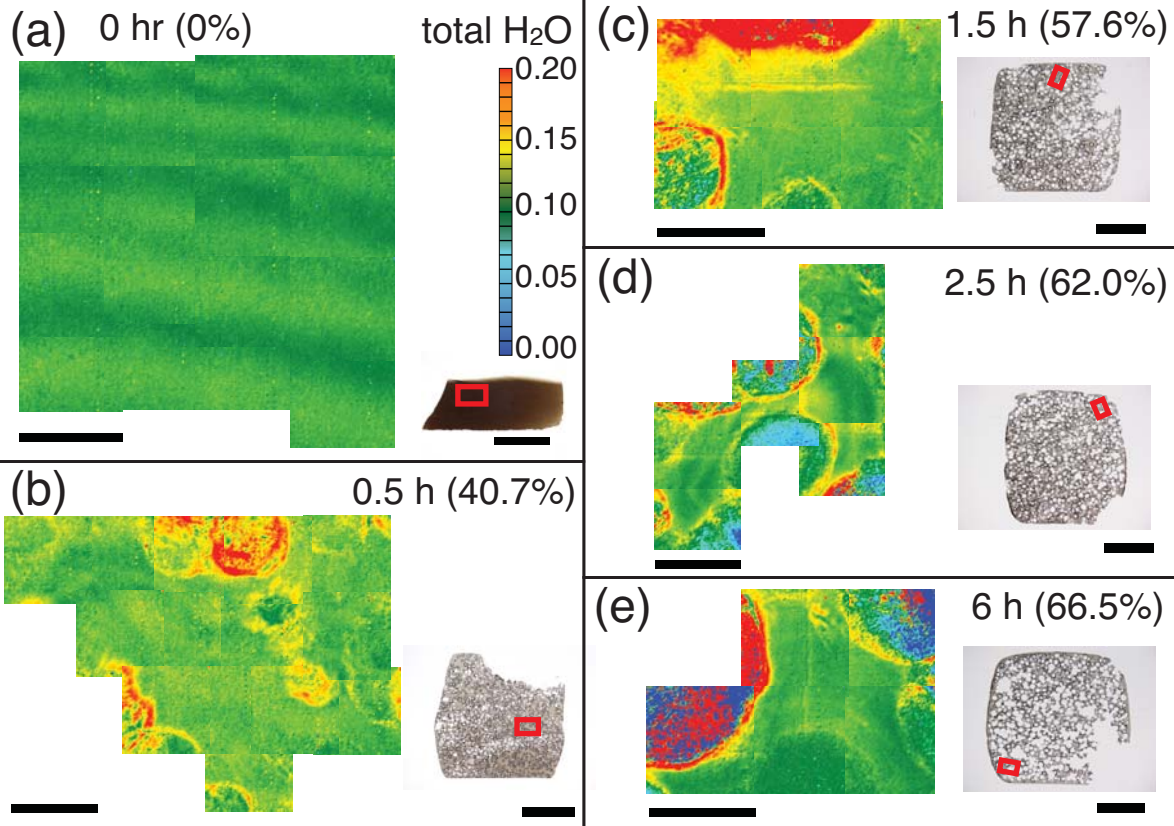 (a) 0 hr (0%)
total H₂O
0.20
0.15
0.10
0.05
0.00
(b) 0.5 h (40.7%)
(c) 1.5 h (57.6%)
(d) 2.5 h (62.0%)
(e) 6 h (66.5%)